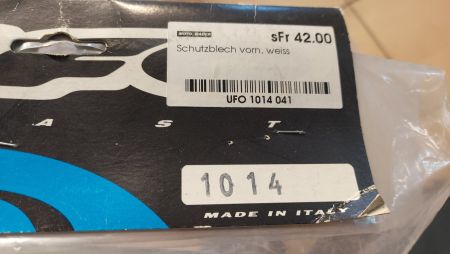 sFr 42.00
Schutzblech vorn, weiss
UFO 1014 041
A S T
1014
MADE IN ITALY